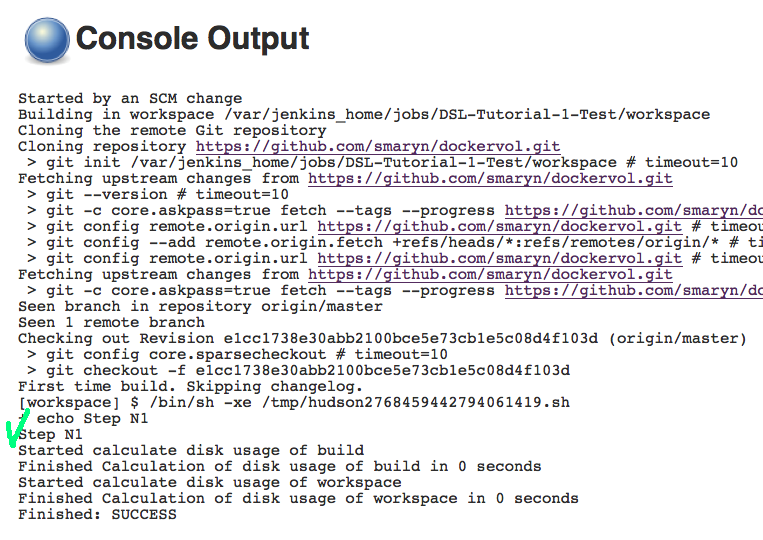 Console Output
Started by an SCM change
Building in workspace /var/jenkins_home/jobs/DSL-Tutorial-1-Test/workspace
Cloning the remote Git repository
Cloning repository https://github.com/smaryn/dockervol.git
 > git init /var/jenkins_home/jobs/DSL-Tutorial-1-Test/workspace # timeout=10
Fetching upstream changes from https://github.com/smaryn/dockervol.git
 > git --version # timeout=10
 > git -c core.askpass=true fetch --tags --progress https://github.com/smaryn/do
 > git config remote.origin.url https://github.com/smaryn/dockervol.git # timeou
 > git config --add remote.origin.fetch +refs/heads/*:refs/remotes/origin/* # ti
 > git config remote.origin.url https://github.com/smaryn/dockervol.git # timeou
Fetching upstream changes from https://github.com/smaryn/dockervol.git
 > git -c core.askpass=true fetch --tags --progress https://github.com/smaryn/do
Seen branch in repository origin/master
Seen 1 remote branch
Checking out Revision e1cc1738e30abb2100bce5e73cb1e5c08d4f103d (origin/master)
 > git config core.sparsecheckout # timeout=10
 > git checkout -f e1cc1738e30abb2100bce5e73cb1e5c08d4f103d
First time build. Skipping changelog.
[workspace] $ /bin/sh -xe /tmp/hudson2768459442794061419.sh
+ echo Step N1
Step N1
Started calculate disk usage of build
Finished Calculation of disk usage of build in 0 seconds
Started calculate disk usage of workspace
Finished Calculation of disk usage of workspace in 0 seconds
Finished: SUCCESS